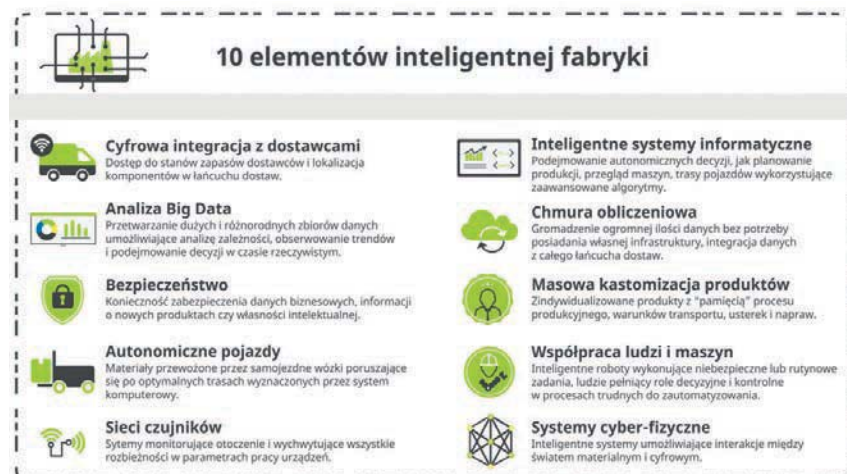 10 elementów inteligentnej fabryki
Cyfrowa integracja z dostawcami
Dostęp do stanów zapasów dostawców i lokalizacja
komponentów w łańcuchu dostaw.
Analiza Big Data
Przetwarzanie dużych i różnorodnych zbiorów danych
umożliwiające analizę zależności, obserwowanie trendów
i podejmowanie decyzji w czasie rzeczywistym.
Bezpieczeństwo
Konieczność zabezpieczenia danych biznesowych, informacji
o nowych produktach czy własności intelektualnej.
Autonomiczne pojazdy
Materiały przewożone przez samojezdne wózki poruszające
się po optymalnych trasach wyznaczonych przez system
komputerowy.
Sieci czujników
Sytemy monitorujące otoczenie i wychwytujące wszystkie
rozbieżności w parametrach pracy urządzeń.
Inteligentne systemy informatyczne
Podejmowanie autonomicznych decyzji, jak planowanie
produkcji, przegląd maszyn, trasy pojazdów wykorzystujące
zaawansowane algorytmy.
Chmura obliczeniowa
Gromadzenie ogromnej ilości danych bez potrzeby
posiadania własnej infrastruktury, integracja danych
z całego łańcucha dostaw.
Masowa kastomizacja produktów
Zindywidualizowane produkty z "pamięcią" procesu
produkcyjnego, warunków transportu, usterek i napraw.
Współpraca ludzi i maszyn
Inteligentne roboty wykonujące niebezpieczne lub rutynowe
zadania, ludzie pełniący role decyzyjne i kontrolne
w procesach trudnych do zautomatyzowania.
Systemy cyber-fizyczne
Inteligentne systemy umożliwiające interakcje między
światem materialnym i cyfrowym.